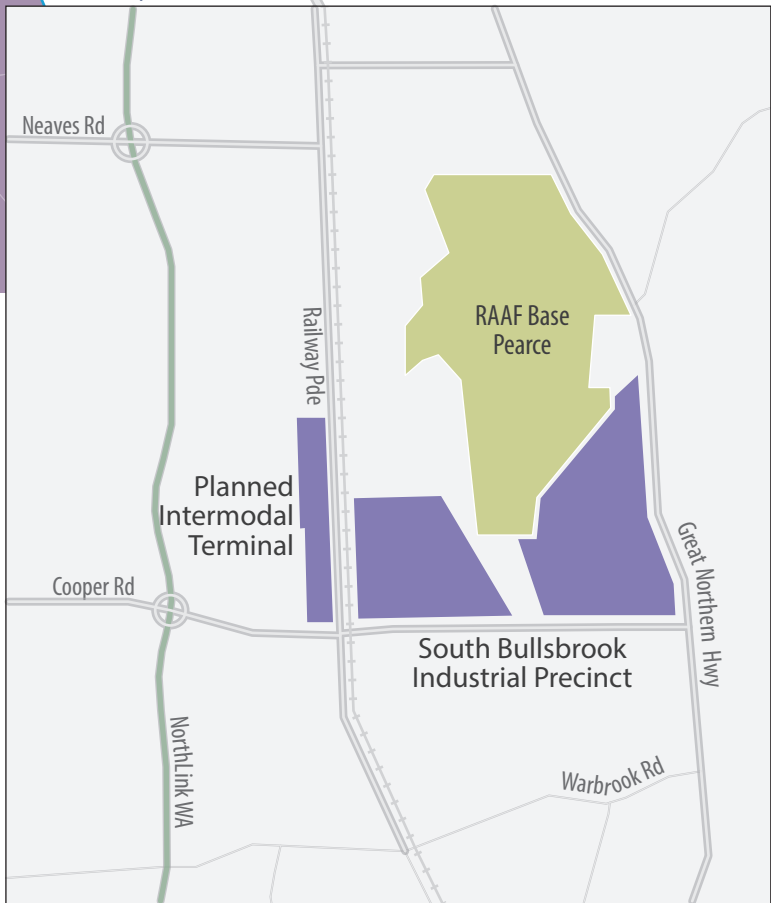 Neaves Rd
RAAF Base
Pearce
Railway Pde
Planned
Intermodal
Terminal
Cooper Rd
Great Northern Hwy
South Bullsbrook
Industrial Precinct
NorthLink WA
Warbrook Rd